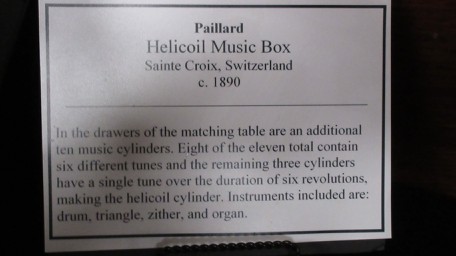 Paillard
Helicoil Music Box
Sainte Croix, Switzerland
c. 1890
In the drawers of the matching table are an additional
ten music cylinders. Eight of the eleven total contain
six different tunes and the remaining three cylinders
have a single tune over the duration of six revolutions,
making the helicoil cylinder. Instruments included are:
drum, triangle, zither, and organ.